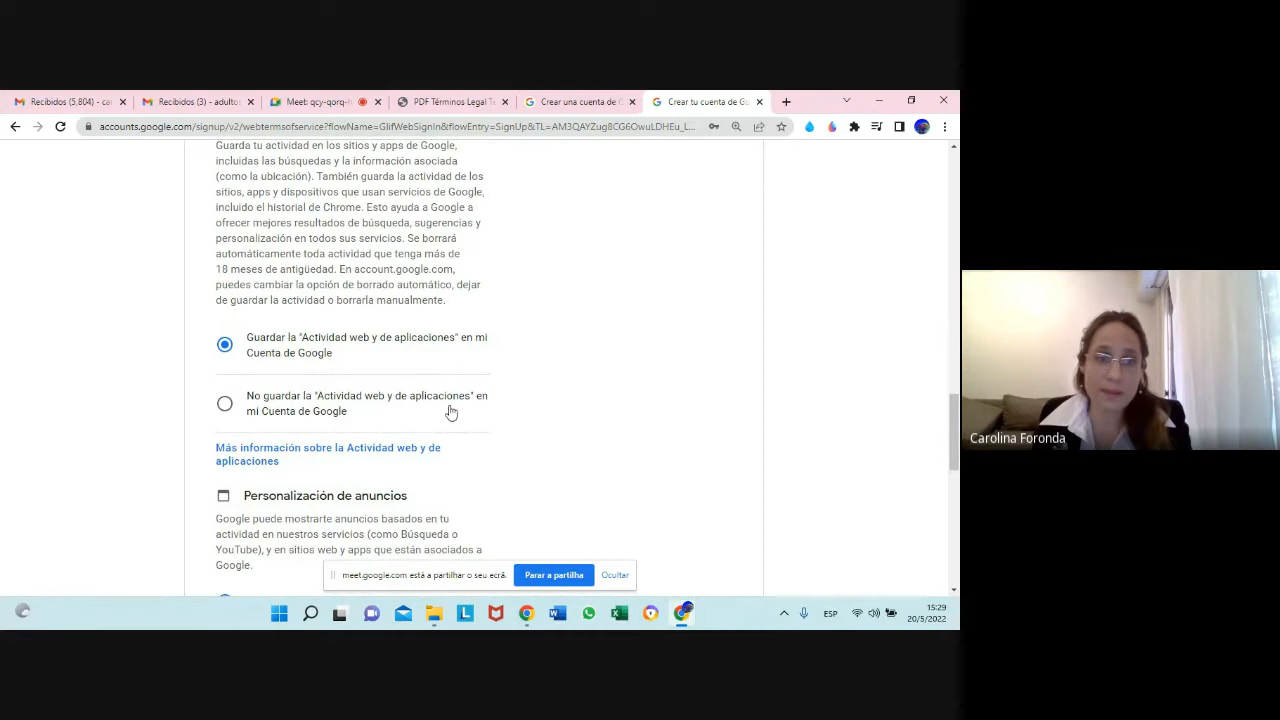 Recibidos (5,804) - ca
Recibidos (3) - adulto
Meet: qcy-qorq-
PDF Términos Legal T
Crear una cuenta de G
Crear tu cuenta de Go
accounts.google.com/signup/v2/webtermsofservice?flowName=GlifWebSignIn&flowEntry=SignUp&TL=AM3QAYZug8CG6OwuLDHEu_L...
Guarda tu actividad en los sitios y apps de Google,
incluidas las búsquedas y la información asociada
(como la ubicación). También guarda la actividad de los
sitios, apps y dispositivos que usan servicios de Google,
incluido el historial de Chrome. Esto ayuda a Google a
ofrecer mejores resultados de búsqueda, sugerencias y
personalización en todos sus servicios. Se borrará
automáticamente toda actividad que tenga más de
18 meses de antigüedad. En account.google.com,
puedes cambiar la opción de borrado automático, dejar
de guardar la actividad o borrarla manualmente.
Guardar la "Actividad web y de aplicaciones" en mi
Cuenta de Google
No guardar la "Actividad web y de aplicaciones" en
mi Cuenta de Google
Más información sobre la Actividad web y de
aplicaciones
Personalización de anuncios
Google puede mostrarte anuncios basados en tu
actividad en nuestros servicios (como Búsqueda o
YouTube), y en sitios web y apps que están asociados a
Google.
meet.google.com está a partilhar o seu ecrã.
Parar a partilha
Ocultar
ESP
15:29
20/5/2022
Carolina Foronda